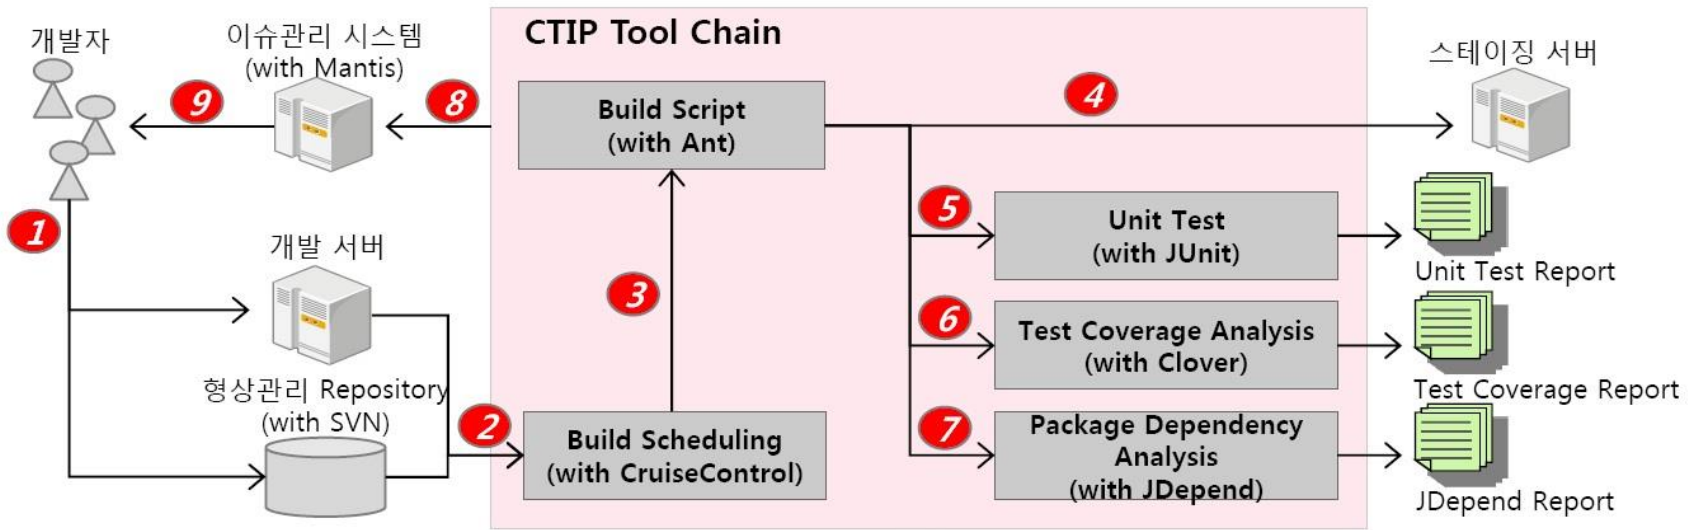 CTIP Tool Chain
개발자
이슈관리 시스템
(with Mantis)
스테이징 서버
9
8
4
Build Script
(with Ant)
1
5
Unit Test
(with JUnit)
Unit Test Report
개발 서버
3
6
Test Coverage Analysis
(with Clover)
Test Coverage Report
형상관리 Repository
(with SVN)
2
Build Scheduling
(with CruiseControl)
7
Package Dependency
Analysis
(with JDepend)
JDepend Report